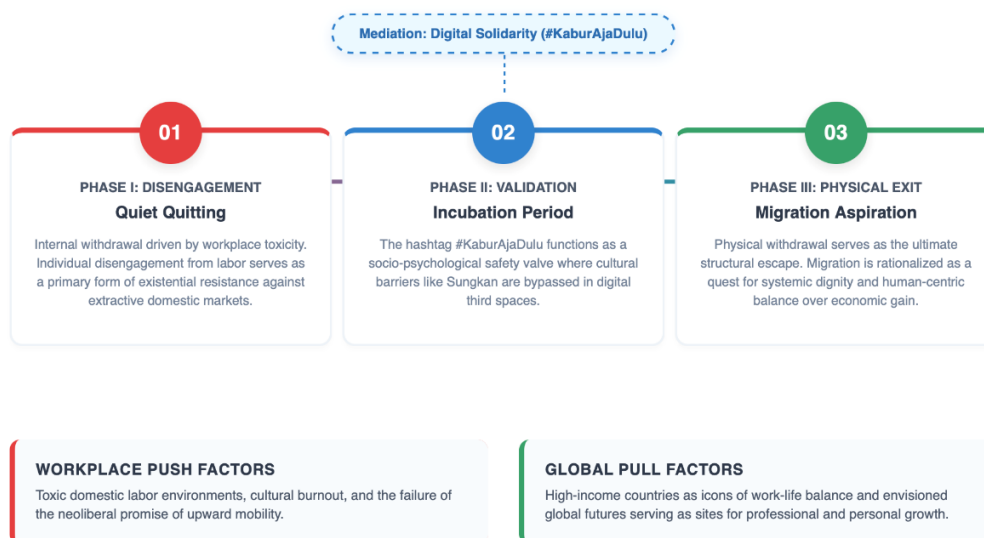 Mediation: Digital Solidarity (#KaburAjaDulu)
01
PHASE I: DISENGAGEMENT
Quiet Quitting
Internal withdrawal driven by workplace toxicity.
Individual disengagement from labor serves as
a primary form of existential resistance against
extractive domestic markets.
02
PHASE II: VALIDATION
Incubation Period
The hashtag #KaburAjaDulu functions as a
socio-psychological safety valve where cultural
barriers like Sungkan are bypassed in digital
third spaces.
03
PHASE III: PHYSICAL EXIT
Migration Aspiration
Physical withdrawal serves as the ultimate
structural escape. Migration is rationalized as a
quest for systemic dignity and human-centric
balance over economic gain.
WORKPLACE PUSH FACTORS
Toxic domestic labor environments, cultural burnout, and the failure of
the neoliberal promise of upward mobility.
GLOBAL PULL FACTORS
High-income countries as icons of work-life balance and envisioned
global futures serving as sites for professional and personal growth.